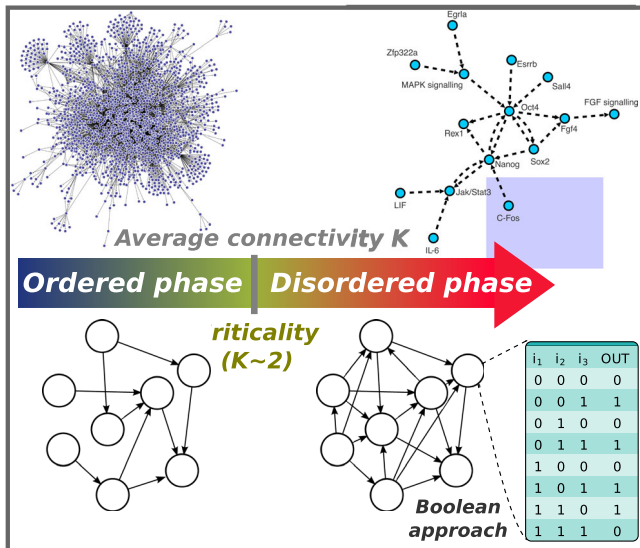 Egrla
Zfp322a
Esrrb
MAPK signalling
Sall4
FGF signalling
Oct4
Rex1
Fgf4
Sox2
Nanog
Jak/Stat3
LIF
C-Fos
IL-6
Average connectivity K
Ordered phase Disordered phase
riticality
(K~2)
i1 i2 i3 OUT
0 0 0 0
0 0 1 1
0 1 0 0
0 1 1 1
1 0 0 0
1 0 1 1
1 1 0 1
1 1 1 0
Boolean
approach